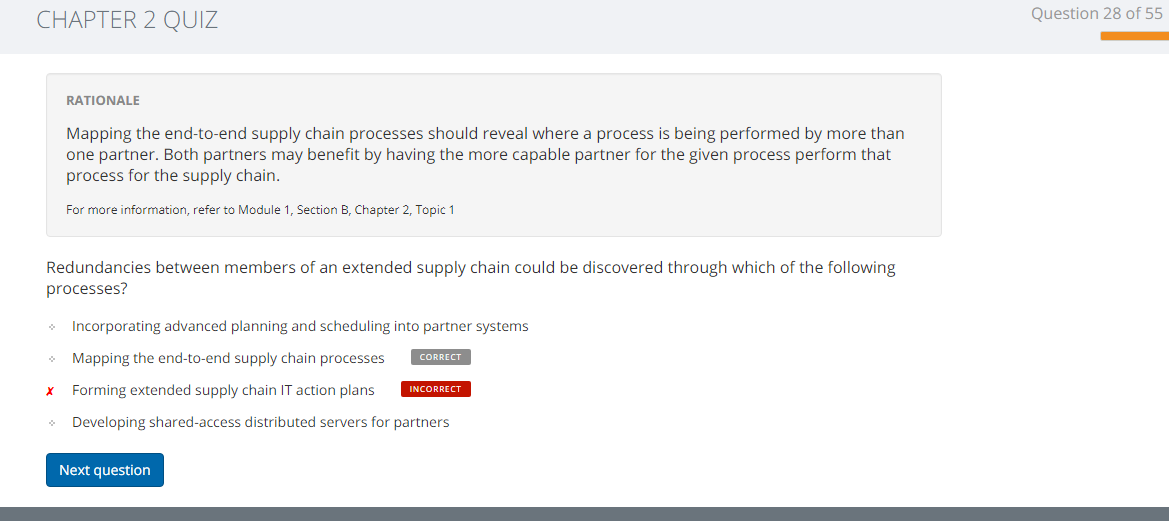 CHAPTER 2 QUIZ
Question 28 of 55
RATIONALE
Mapping the end-to-end supply chain processes should reveal where a process is being performed by more than
one partner. Both partners may benefit by having the more capable partner for the given process perform that
process for the supply chain.
For more information, refer to Module 1, Section B, Chapter 2, Topic 1
Redundancies between members of an extended supply chain could be discovered through which of the following
processes?
Incorporating advanced planning and scheduling into partner systems
Mapping the end-to-end supply chain processes CORRECT
✗ Forming extended supply chain IT action plans INCORRECT
Developing shared-access distributed servers for partners
Next question